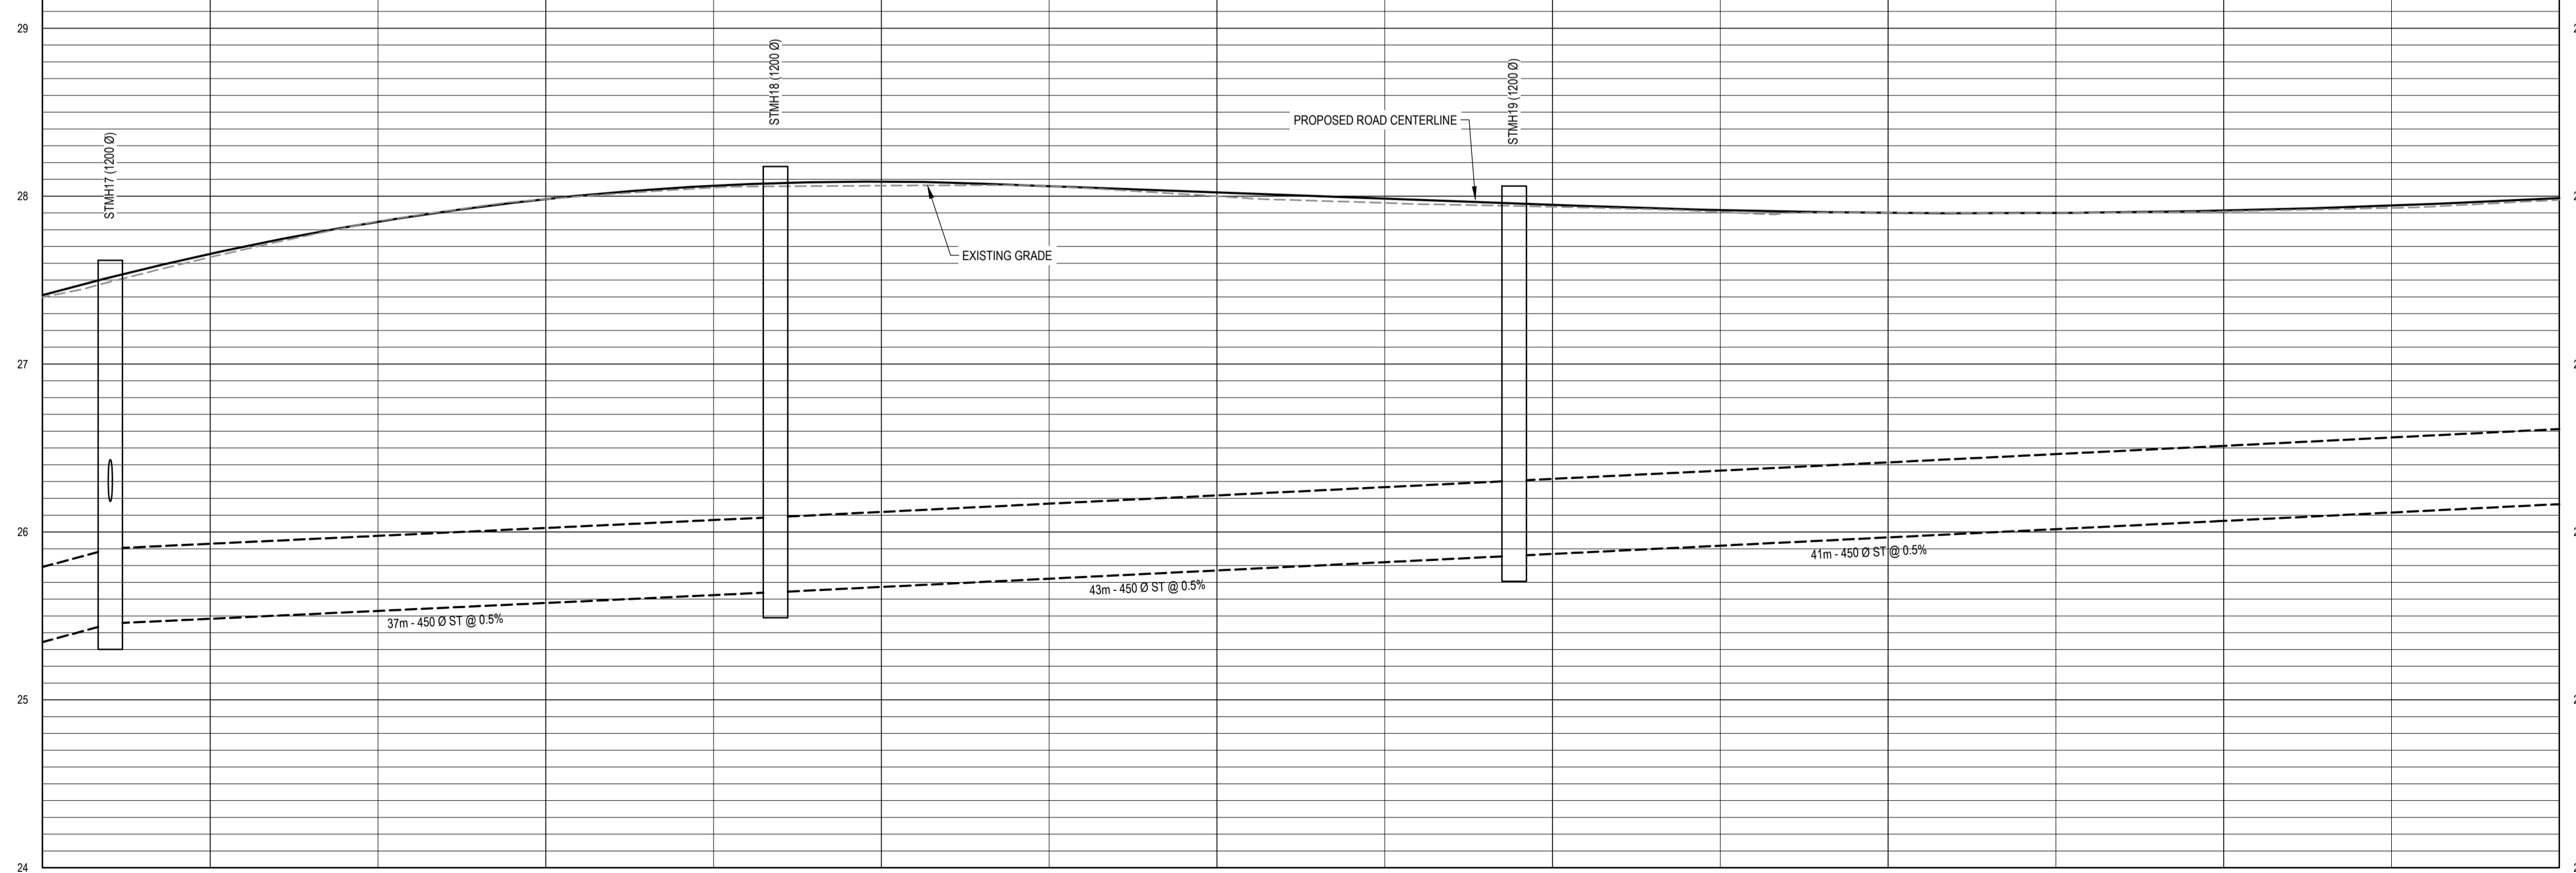 29
STMH18 (1200 Ø)
STMH19 (1200 Ø)
PROPOSED ROAD CENTERLINE
STMH17 (1200 Ø)
28
EXISTING GRADE
27
26
41m - 450 Ø ST @ 0.5%
43m - 450 Ø ST @ 0.5%
37m - 450 Ø ST @ 0.5%
25
24